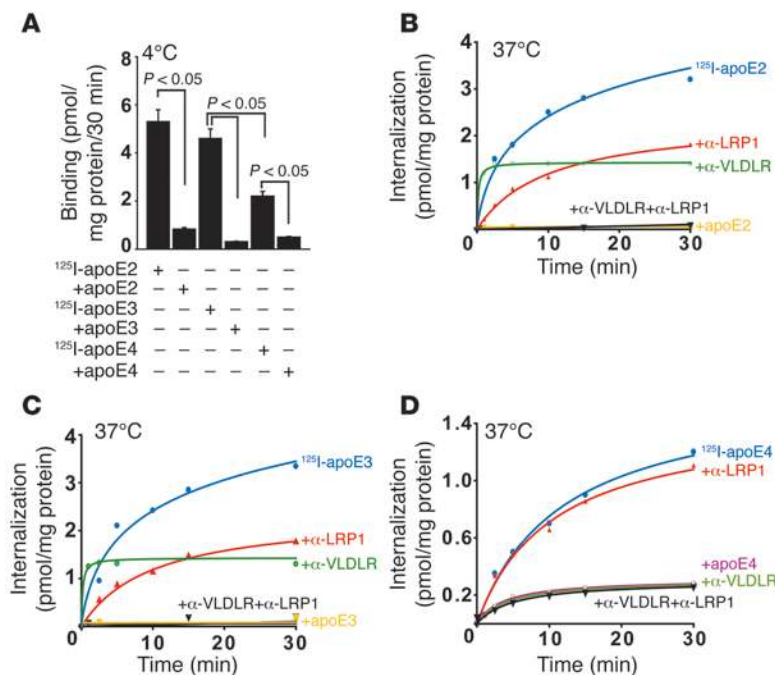 A
4°C
P < 0.05
P < 0.05
P < 0.05
Binding (pmol/
mg protein/30 min)
8
6
4
2
0
¹²⁵I-apoE2 + – – – – –
+apoE2 – + – – – –
¹²⁵I-apoE3 – – + – – –
+apoE3 – – – + – –
¹²⁵I-apoE4 – – – – + –
+apoE4 – – – – – +
B
37°C
Internalization
(pmol/mg protein)
4
3
2
1
¹²⁵I-apoE2
+α-LRP1
+α-VLDLR
+α-VLDLR+α-LRP1
+apoE2
0 10 20 30
Time (min)
C
37°C
Internalization
(pmol/mg protein)
4
3
2
1
¹²⁵I-apoE3
+α-LRP1
+α-VLDLR
+α-VLDLR+α-LRP1
+apoE3
0 10 20 30
Time (min)
D
37°C
Internalization
(pmol/mg protein)
1.4
1.0
0.6
0.2
¹²⁵I-apoE4
+α-LRP1
+apoE4
+α-VLDLR
+α-VLDLR+α-LRP1
0 10 20 30
Time (min)